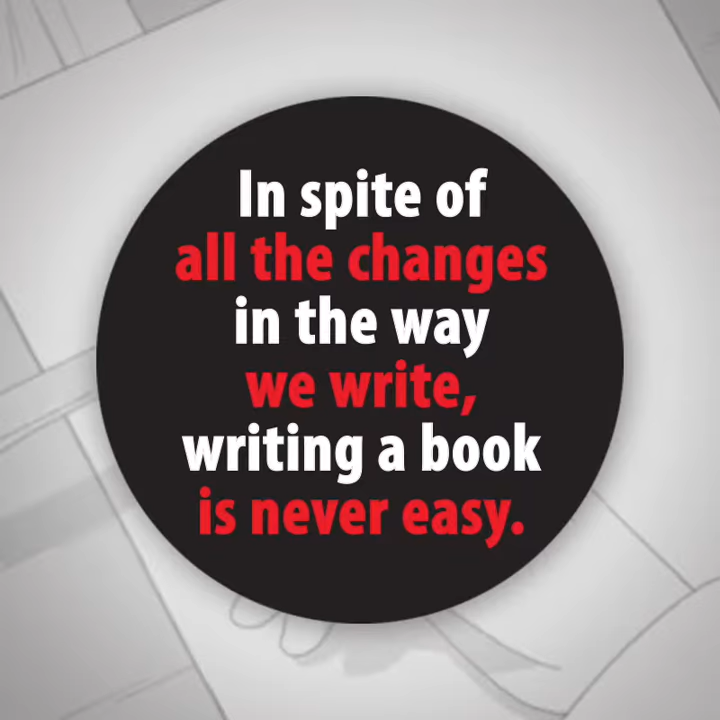 In spite of
all the changes
in the way
we write,
writing a book
is never easy.